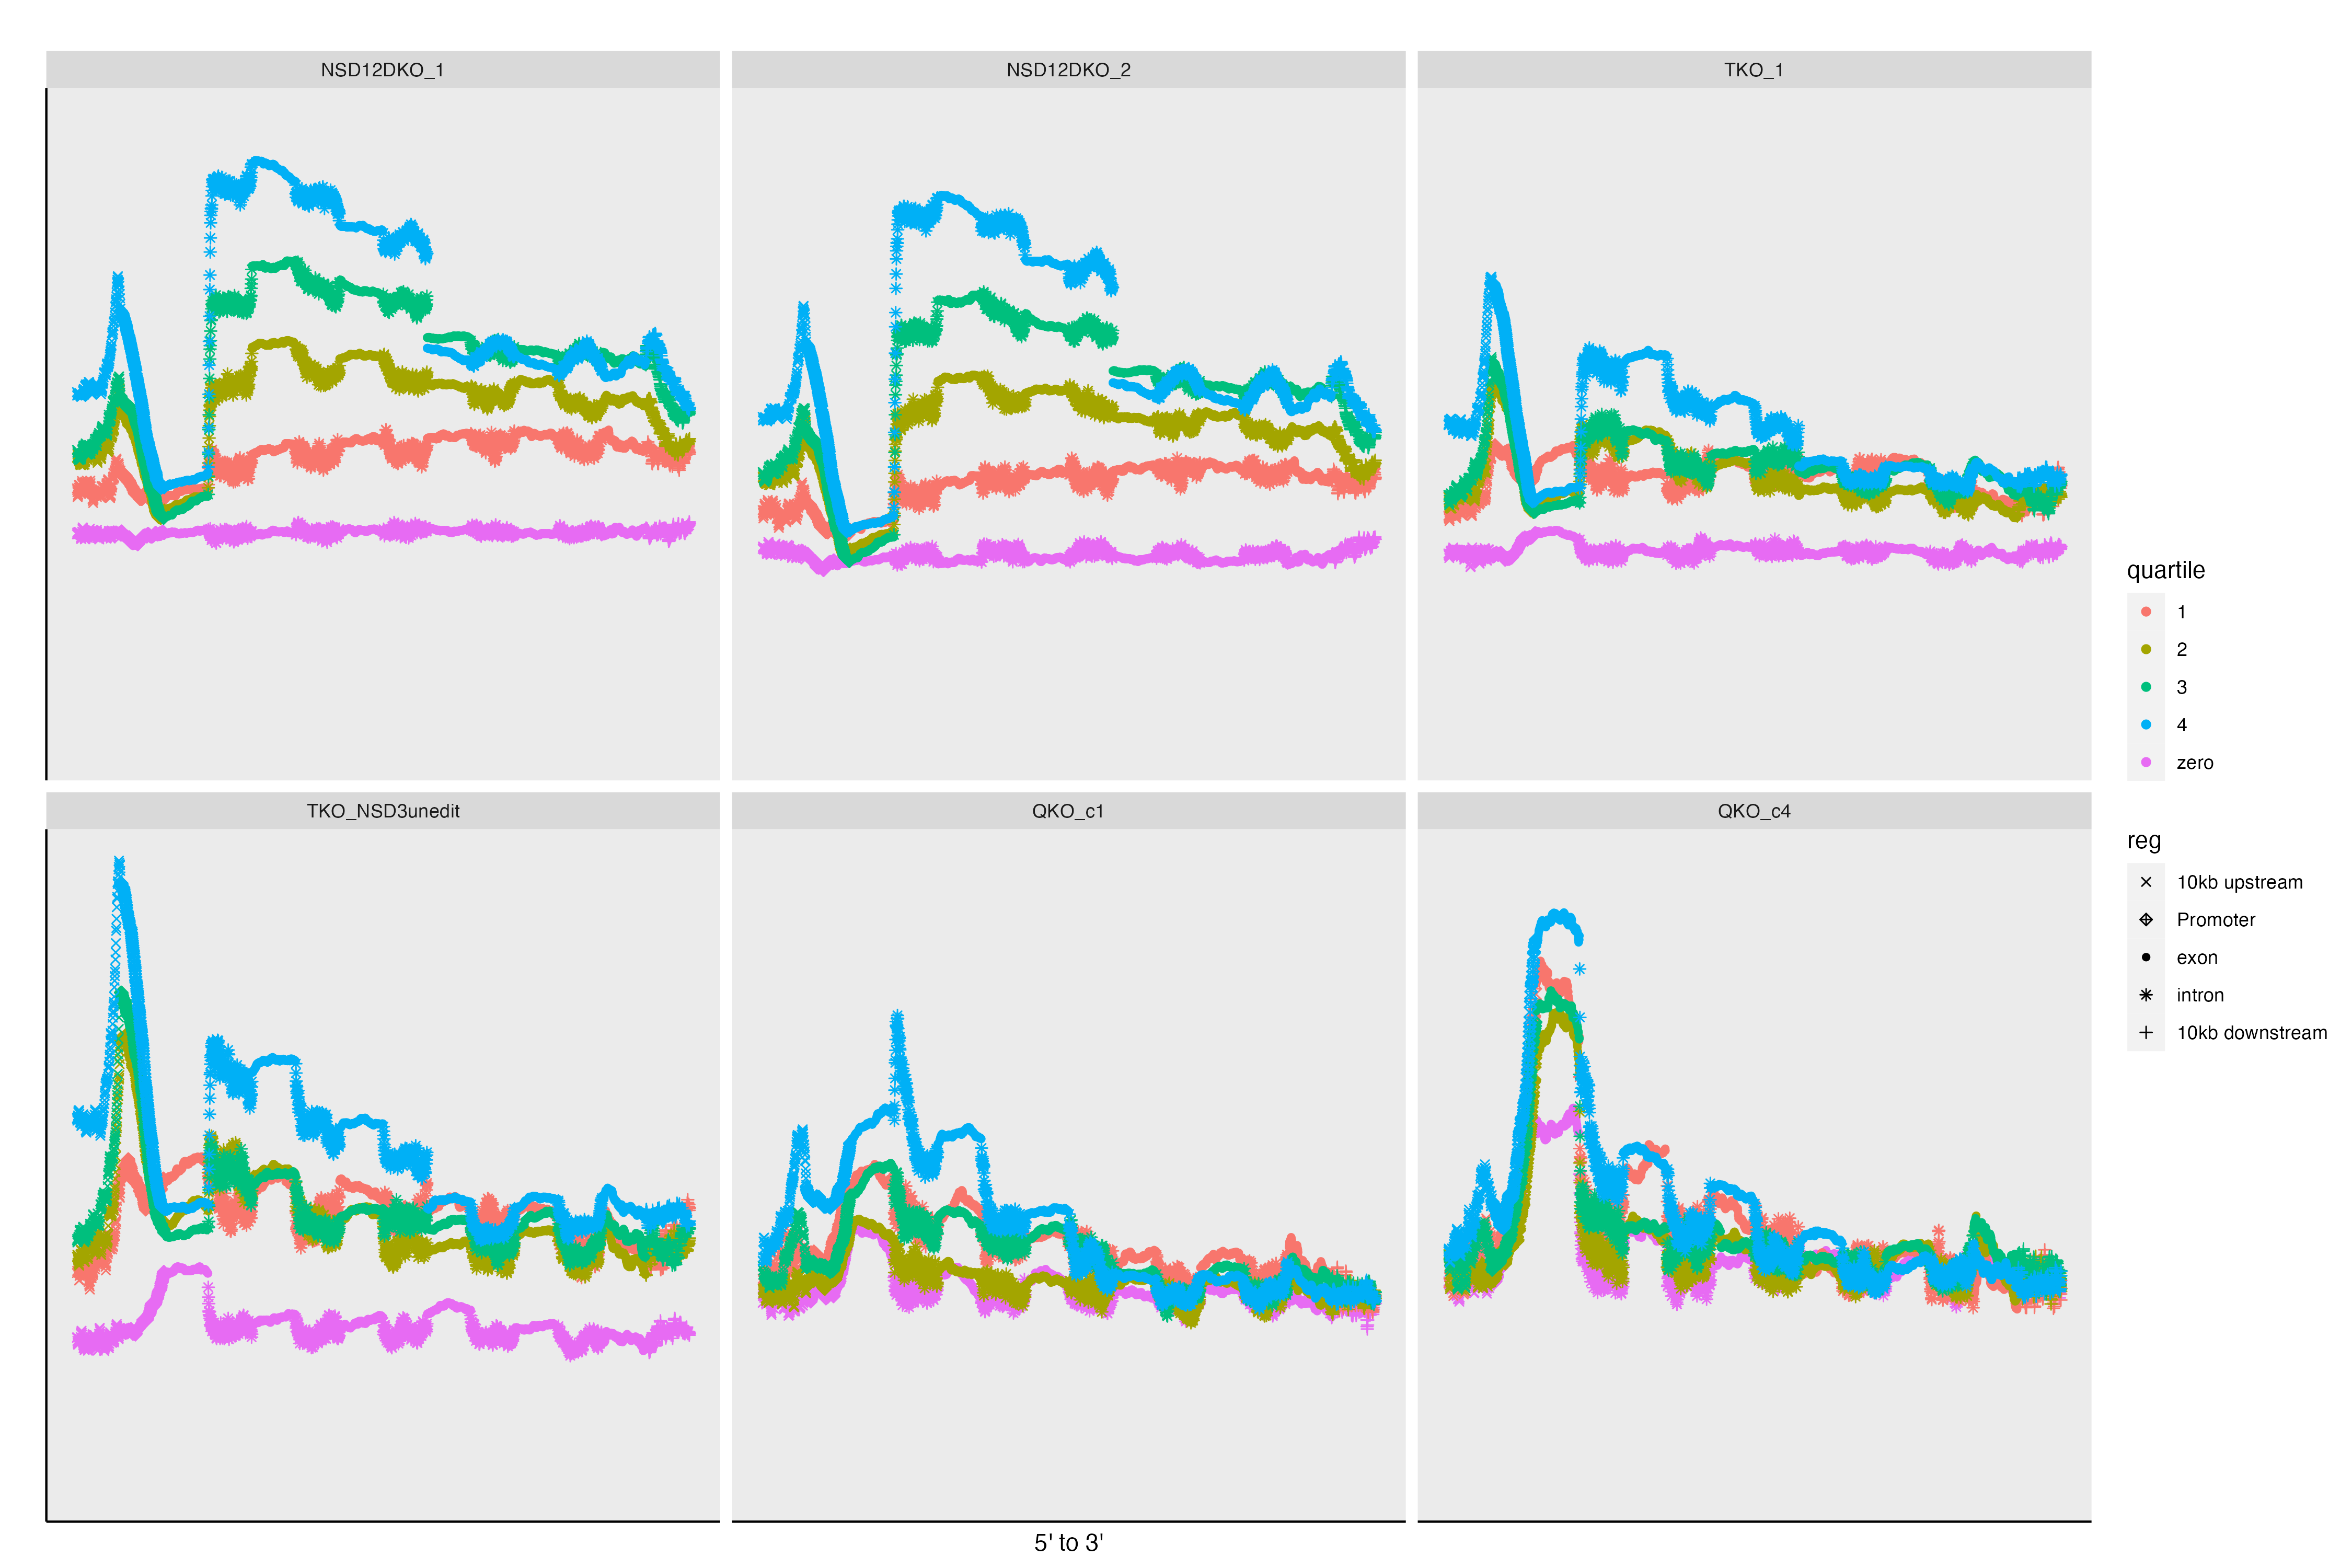 NSD12DKO_1
NSD12DKO_2
TKO_1
TKO_NSD3unedit
QKO_c1
QKO_c4
5' to 3'
quartile
1
2
3
4
zero
reg
10kb upstream
Promoter
exon
intron
10kb downstream